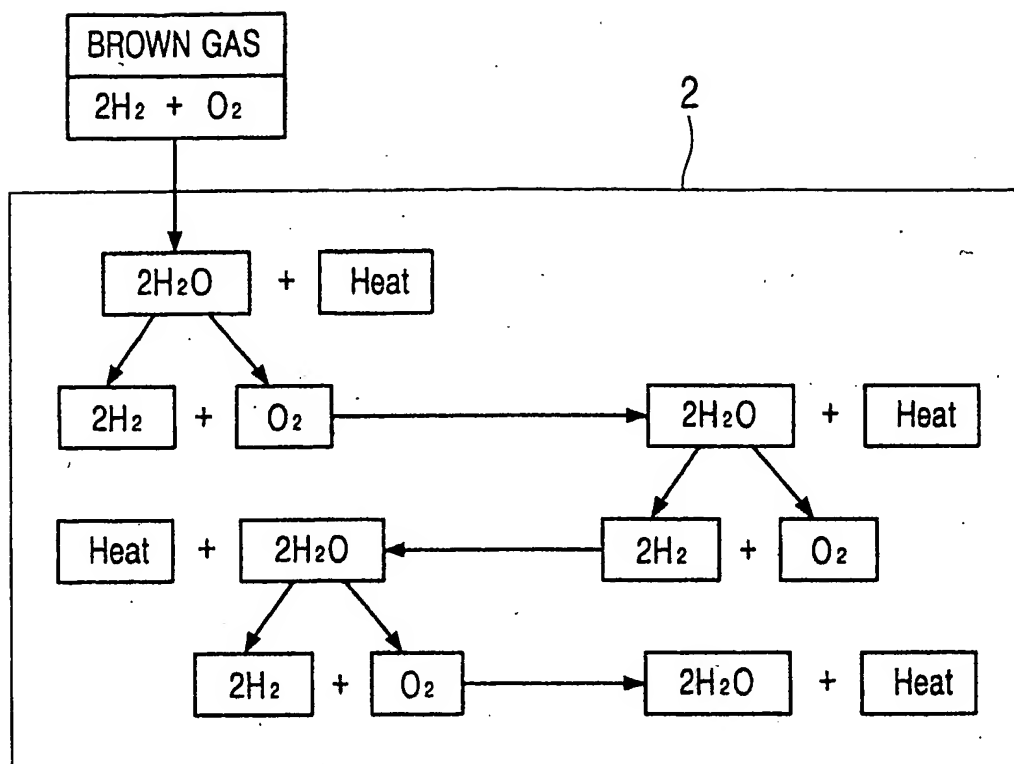 BROWN GAS
2H₂ + O₂
2
2H₂O + Heat
2H₂ + O₂ 2H₂O + Heat
Heat + 2H₂O 2H₂ + O₂
2H₂ + O₂ 2H₂O + Heat